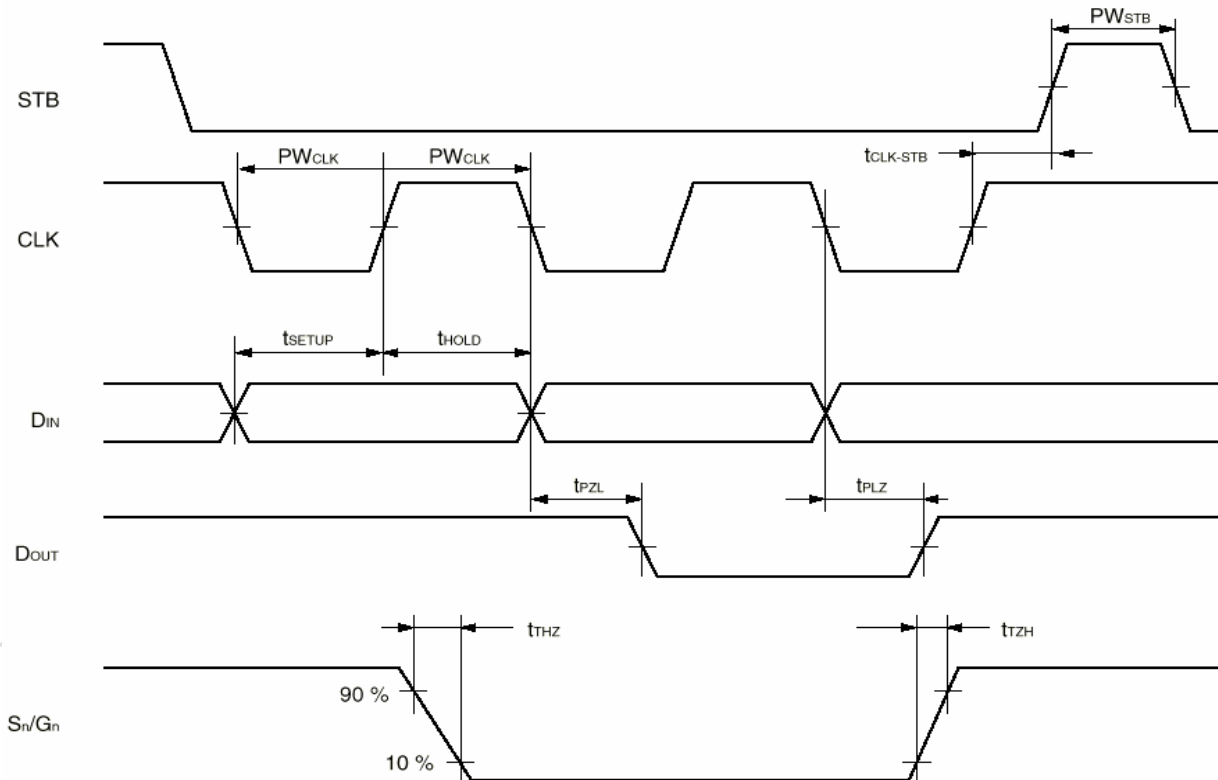 PWSTB
STB
PWCLK PWCLK
tCLK-STB
CLK
tSETUP tHOLD
DIN
tPZL tPLZ
DOUT
tTHZ tTZH
90 %
Sn/Gn
10 %